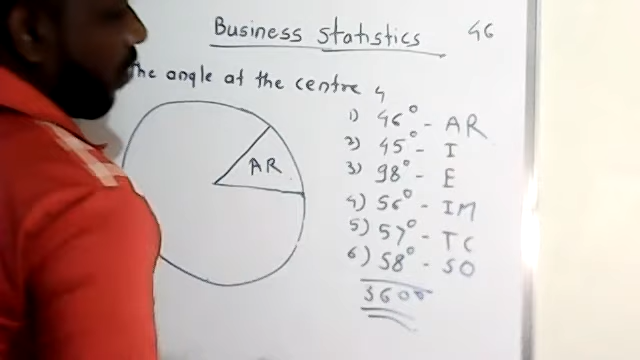 Business Statistics 46
The angle at the centre 4
AR
1) 46° - AR
2) 45° - I
3) 98° - E
4) 56° - IM
5) 57° - TC
6) 58° - SO
360°